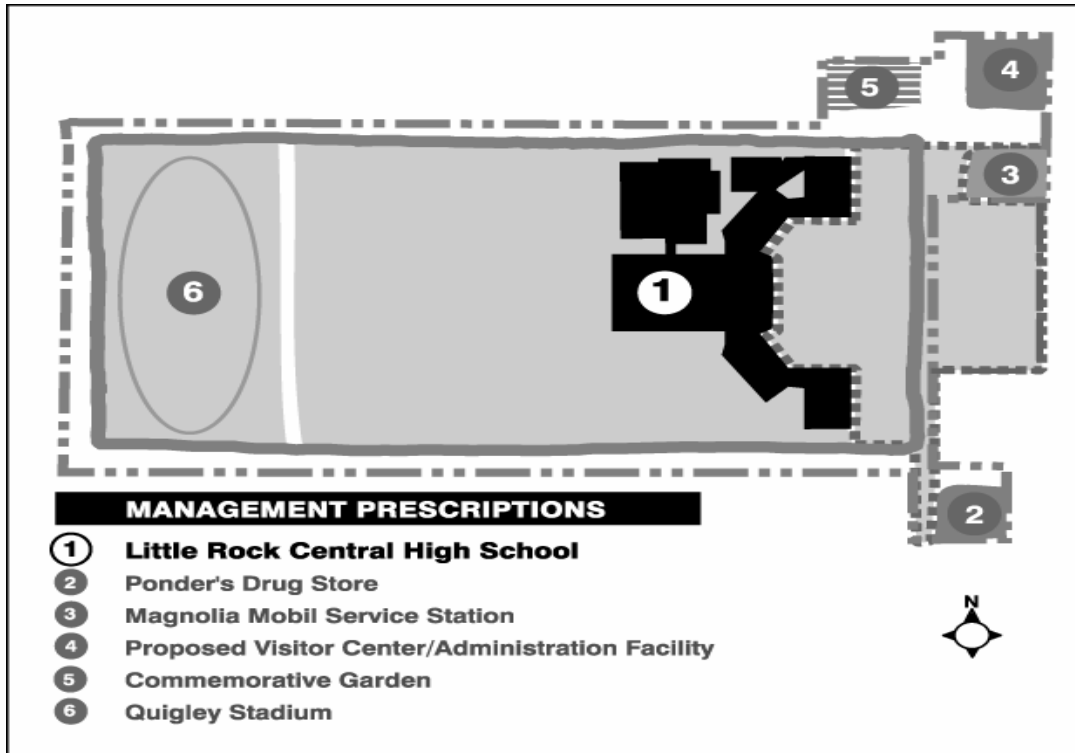 4
5
3
1
6
2
MANAGEMENT PRESCRIPTIONS
1 Little Rock Central High School
2 Ponder's Drug Store
3 Magnolia Mobil Service Station
4 Proposed Visitor Center/Administration Facility
5 Commemorative Garden
6 Quigley Stadium
N